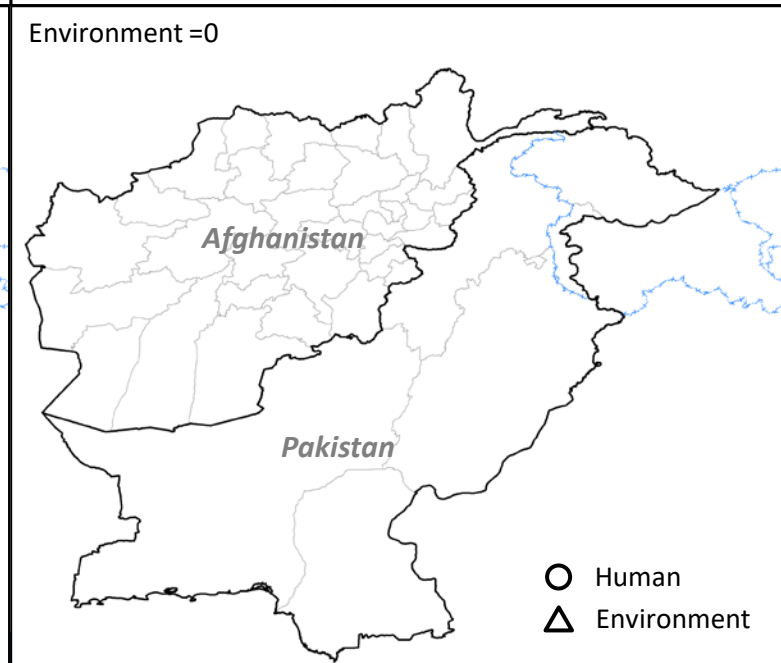 Environment =0
Afghanistan
Pakistan
Human
Environment